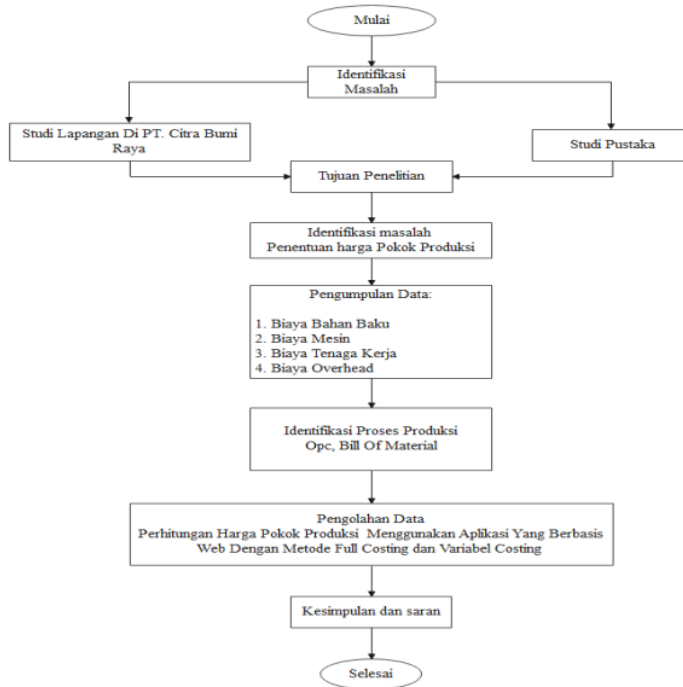 Mulai
Identifikasi
Masalah
Studi Lapangan Di PT. Citra Bumi
Raya
Studi Pustaka
Tujuan Penelitian
Identifikasi masalah
Penentuan harga Pokok Produksi
Pengumpulan Data:
1. Biaya Bahan Baku
2. Biaya Mesin
3. Biaya Tenaga Kerja
4. Biaya Overhead
Identifikasi Proses Produksi
Opc, Bill Of Material
Pengolahan Data
Perhitungan Harga Pokok Produksi Menggunakan Aplikasi Yang Berbasis
Web Dengan Metode Full Costing dan Variabel Costing
Kesimpulan dan saran
Selesai